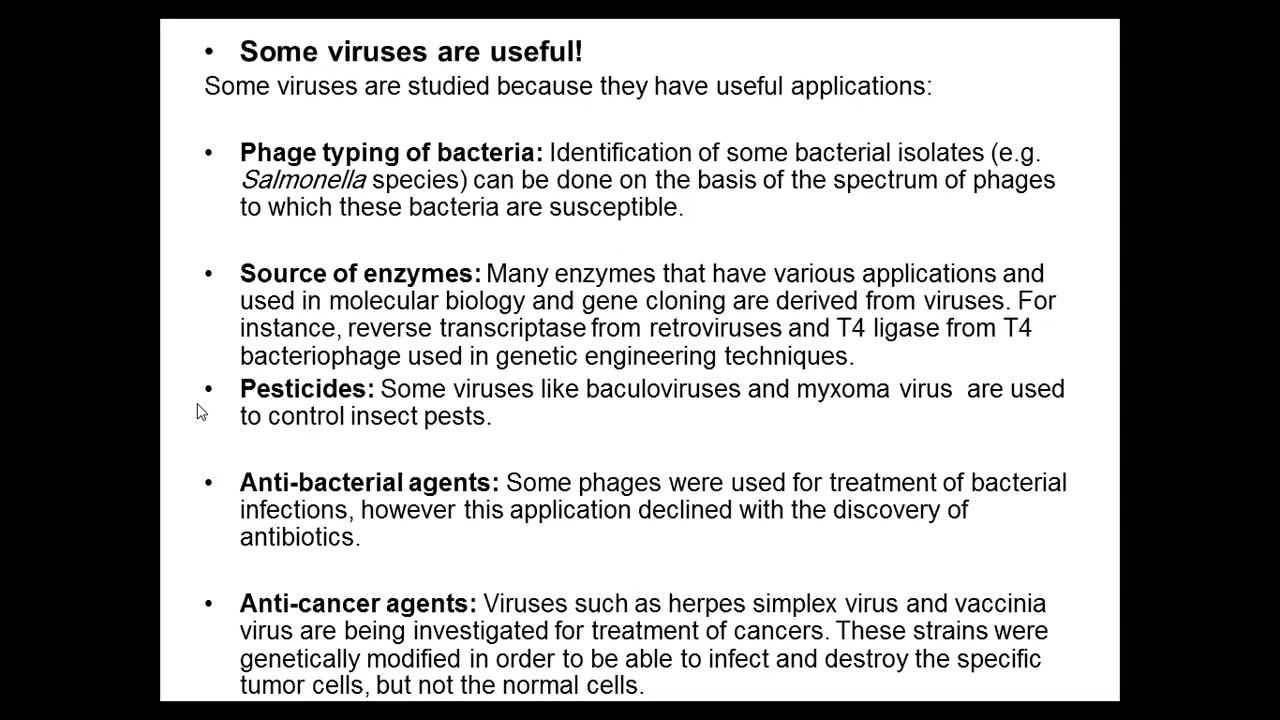 • Some viruses are useful!
Some viruses are studied because they have useful applications:
• Phage typing of bacteria: Identification of some bacterial isolates (e.g.
Salmonella species) can be done on the basis of the spectrum of phages
to which these bacteria are susceptible.
• Source of enzymes: Many enzymes that have various applications and
used in molecular biology and gene cloning are derived from viruses. For
instance, reverse transcriptase from retroviruses and T4 ligase from T4
bacteriophage used in genetic engineering techniques.
• Pesticides: Some viruses like baculoviruses and myxoma virus are used
to control insect pests.
• Anti-bacterial agents: Some phages were used for treatment of bacterial
infections, however this application declined with the discovery of
antibiotics.
• Anti-cancer agents: Viruses such as herpes simplex virus and vaccinia
virus are being investigated for treatment of cancers. These strains were
genetically modified in order to be able to infect and destroy the specific
tumor cells, but not the normal cells.